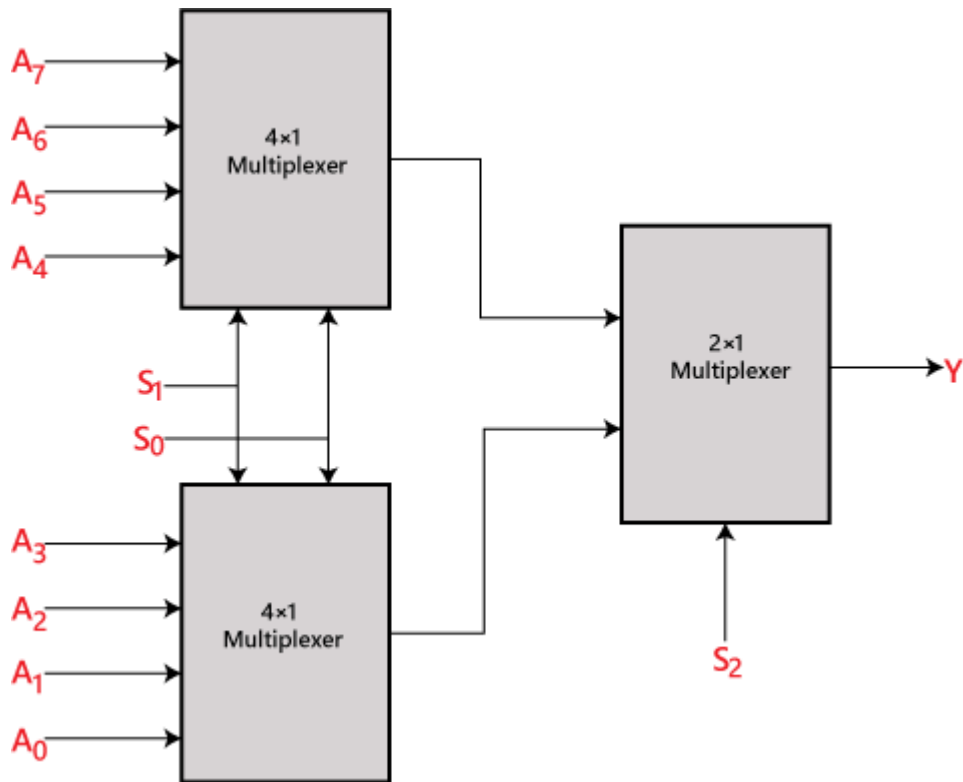 A₇
A₆
A₅
A₄
4×1
Multiplexer
S₁
S₀
A₃
A₂
A₁
A₀
4×1
Multiplexer
2×1
Multiplexer
Y
S₂